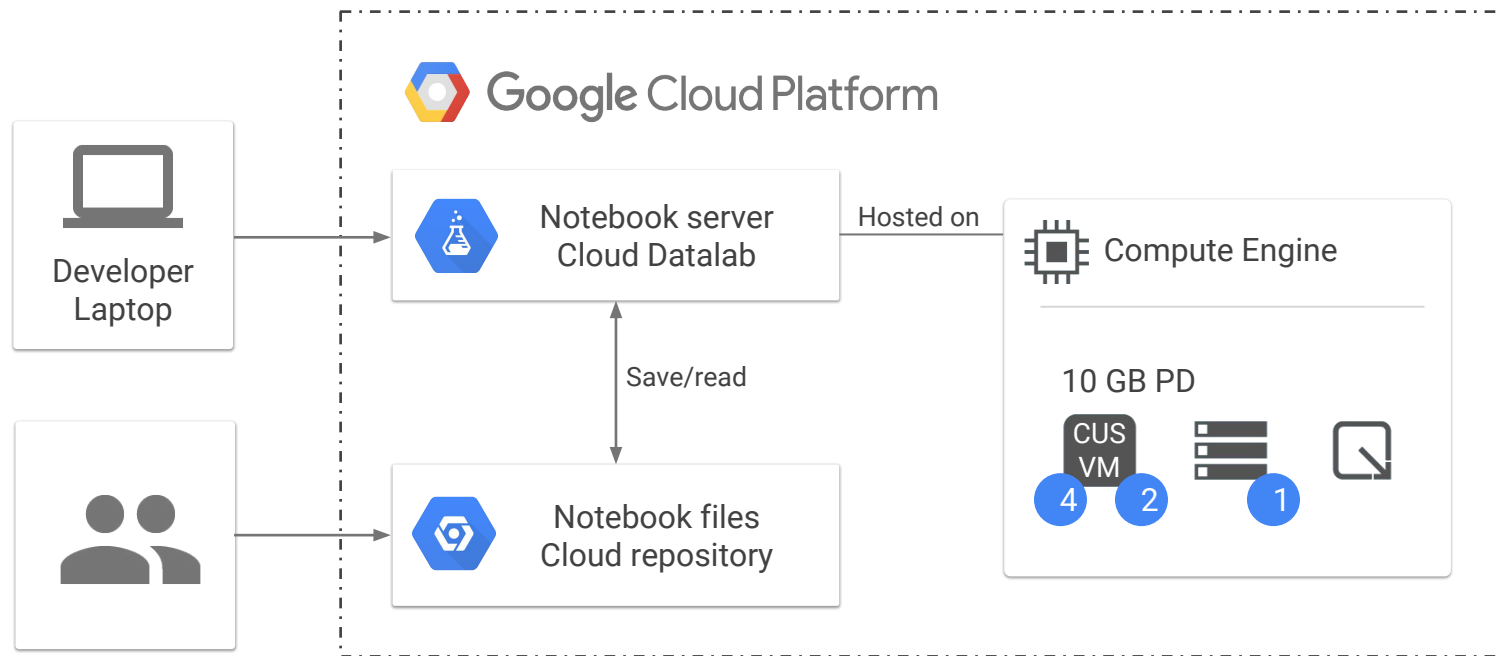 Google Cloud Platform
Developer
Laptop
Notebook server
Cloud Datalab
Hosted on
Compute Engine
Save/read
10 GB PD
CUS
VM
4
2
1
Notebook files
Cloud repository